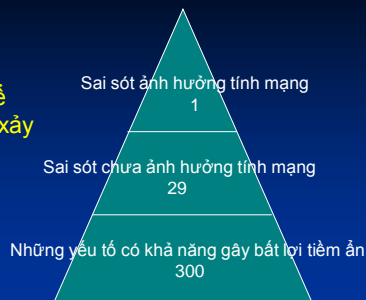 Sai sót ảnh hưởng tính mạng
1
xảy
Sai sót chưa ảnh hưởng tính mạng
29
Những yếu tố có khả năng gây bất lợi tiềm ẩn
300